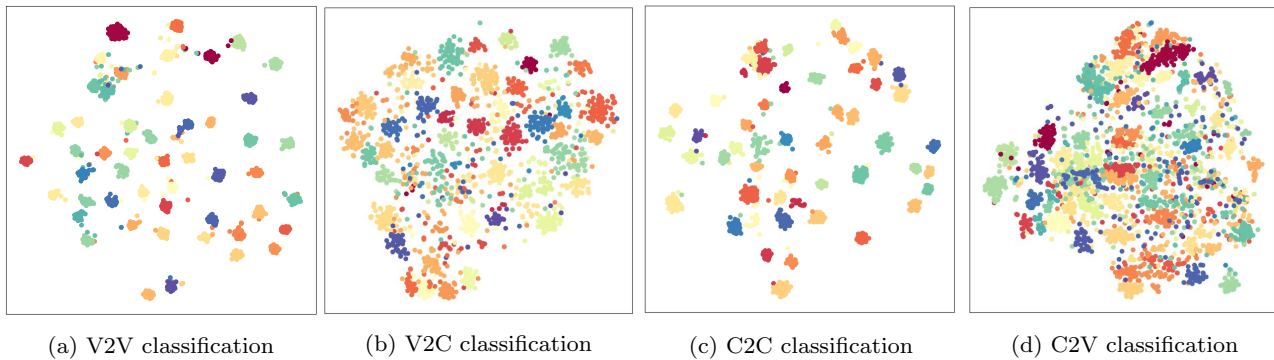 (a) V2V classification
(b) V2C classification
(c) C2C classification
(d) C2V classification